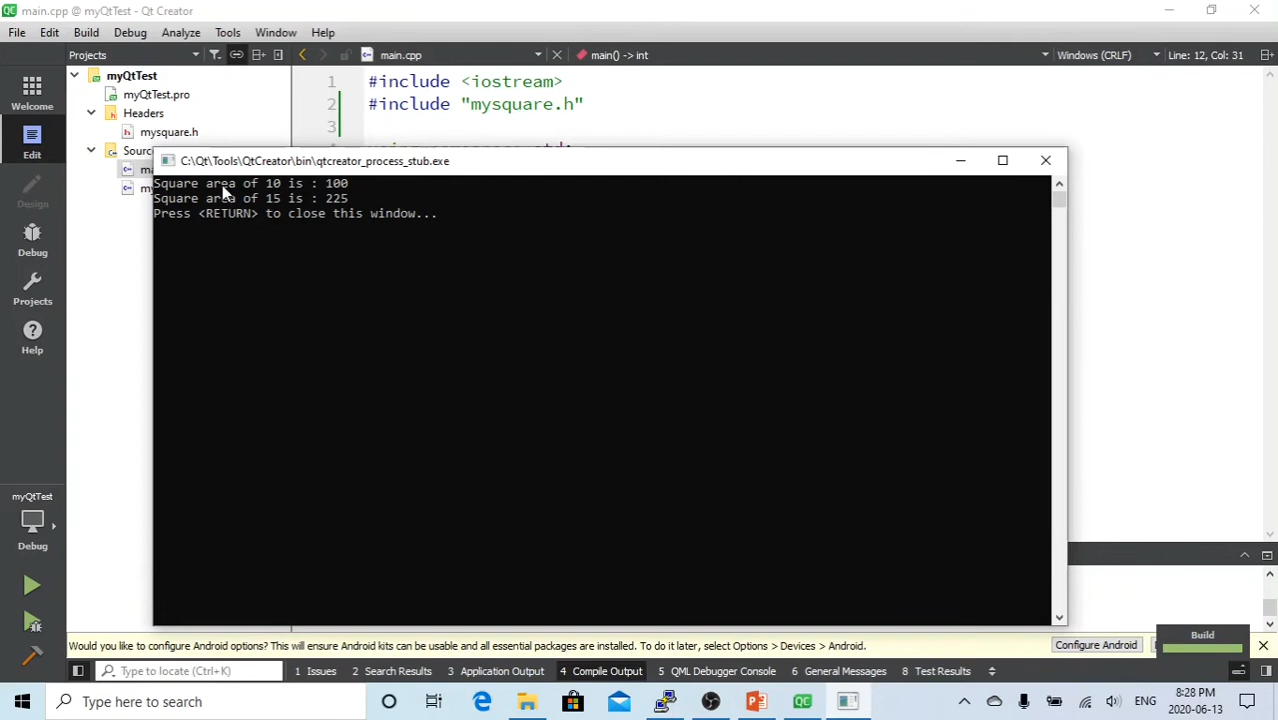 main.cpp @ myQtTest - Qt Creator
File Edit Build Debug Analyze Tools Window Help
Projects main.cpp main() -> int Windows (CRLF) Line: 12, Col: 31
Welcome
Edit
Design
Debug
Projects
Help
myQtTest
Debug
myQtTest
myQtTest.pro
Headers
mysquare.h
Sourc
ma
my
1 #include <iostream>
2 #include "mysquare.h"
3
C:\Qt\Tools\QtCreator\bin\qtcreator_process_stub.exe
Square area of 10 is : 100
Square area of 15 is : 225
Press <RETURN> to close this window...
Would you like to configure Android options? This will ensure Android kits can be usable and all essential packages are installed. To do it later, select Options > Devices > Android.
Configure Android
Build
Type to locate (Ctrl+K) 1 Issues 2 Search Results 3 Application Output 4 Compile Output 5 QML Debugger Console 6 General Messages 8 Test Results
Type here to search
ENG
8:28 PM
2020-06-13